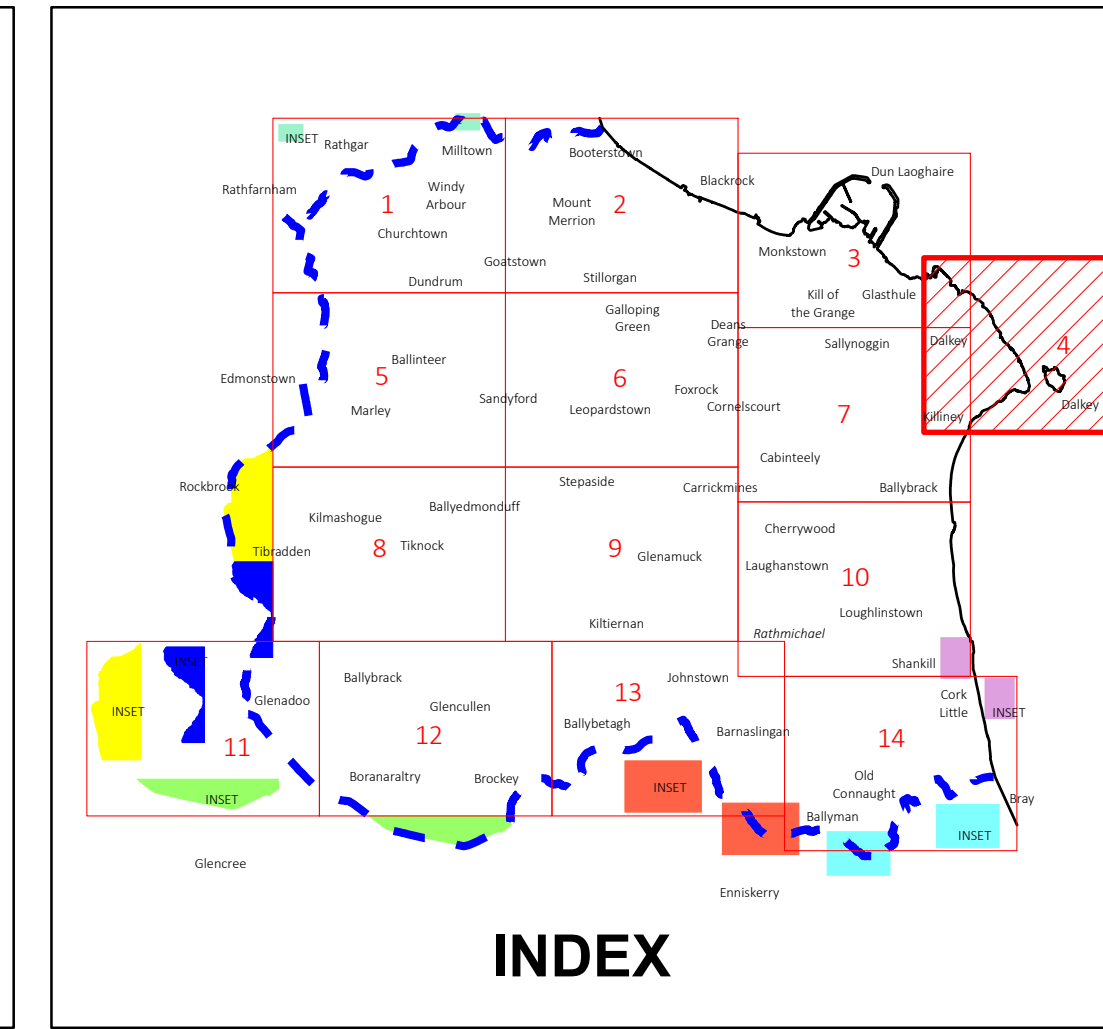 INSET
Rathgar
Milltown
Booterstown
Blackrock
Dun Laoghaire
Rathfarnham
Windy
Arbour
1
Mount
Merrion
2
Churchtown
Monkstown
3
Goatstown
Dundrum
Stillorgan
Kill of
the Grange
Glasthule
Galloping
Green
Deans
Grange
Sallynoggin
Dalkey
4
Ballinteer
Edmonstown
5
6
Foxrock
Sandyford
Marley
Leopardstown
Cornelscourt
7
Dalkey
Killiney
Cabinteely
Rockbrook
Stepaside
Carrickmines
Ballybrack
Ballyedmonduff
Kilmashogue
Cherrywood
Tibradden
8
Tiknock
9
Glenamuck
Laughanstown
10
Loughlinstown
Kiltiernan
Rathmichael
INSET
Shankill
Ballybrack
Johnstown
Glenadoo
13
Cork
Little
INSET
INSET
Glencullen
Ballybetagh
Barnaslingan
11
12
14
Boranaraltry
Brockey
INSET
Old
Connaught
INSET
Bray
Ballyman
INSET
Glencree
Enniskerry
INDEX